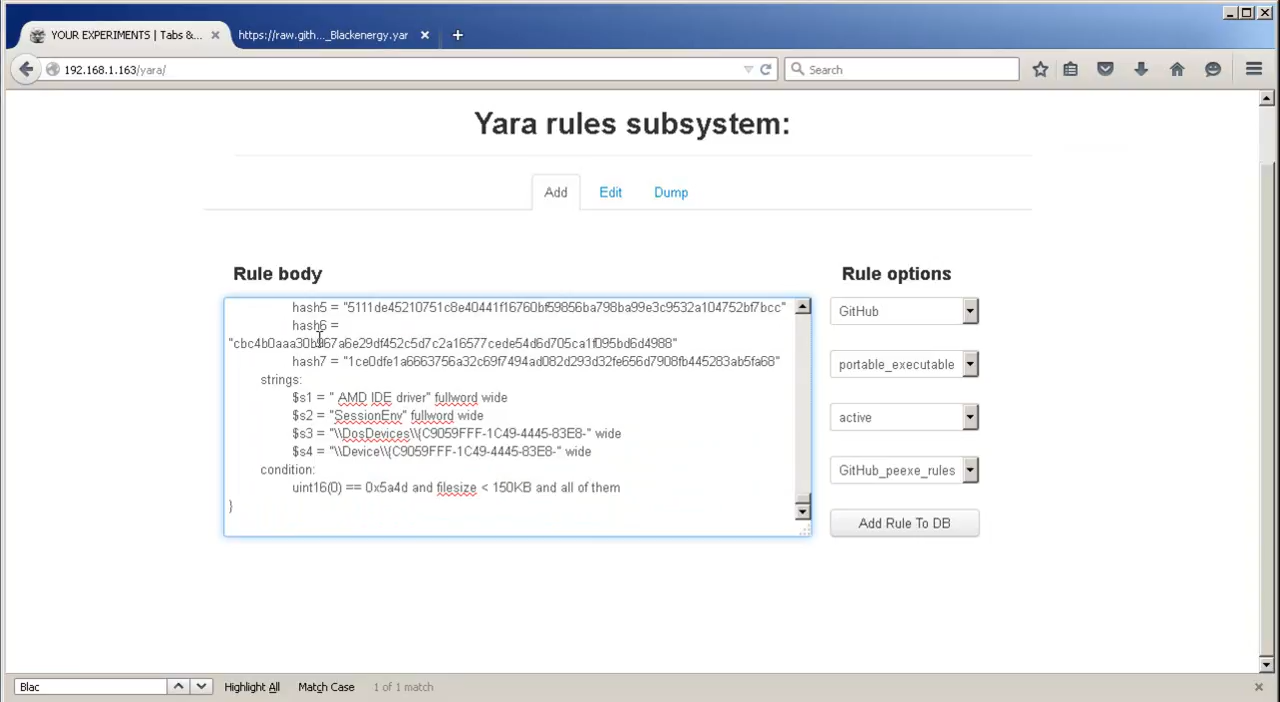 YOUR EXPERIMENTS | Tabs &...
https://raw.gith..._Blackenergy.yar
192.168.1.163/yara/
Search
Yara rules subsystem:
Add
Edit
Dump
Rule body
Rule options
hash5 = "5111de45210751c8e40441f16760bf59856ba798ba99e3c9532a104752bf7bcc"
hash6 =
"cbc4b0aaa30b967a6e29df452c5d7c2a16577cede54d6d705ca1f095bd6d4988"
hash7 = "1ce0dfe1a6663756a32c69f7494ad082d293d32fe656d7908fb445283ab5fa68"
strings:
$s1 = " AMD IDE driver" fullword wide
$s2 = "SessionEnv" fullword wide
$s3 = "\\DosDevices\\{C9059FFF-1C49-4445-83E8-" wide
$s4 = "\\Device\\{C9059FFF-1C49-4445-83E8-" wide
condition:
uint16(0) == 0x5a4d and filesize < 150KB and all of them
}
GitHub
portable_executable
active
GitHub_peexe_rules
Add Rule To DB
Blac
Highlight All
Match Case
1 of 1 match